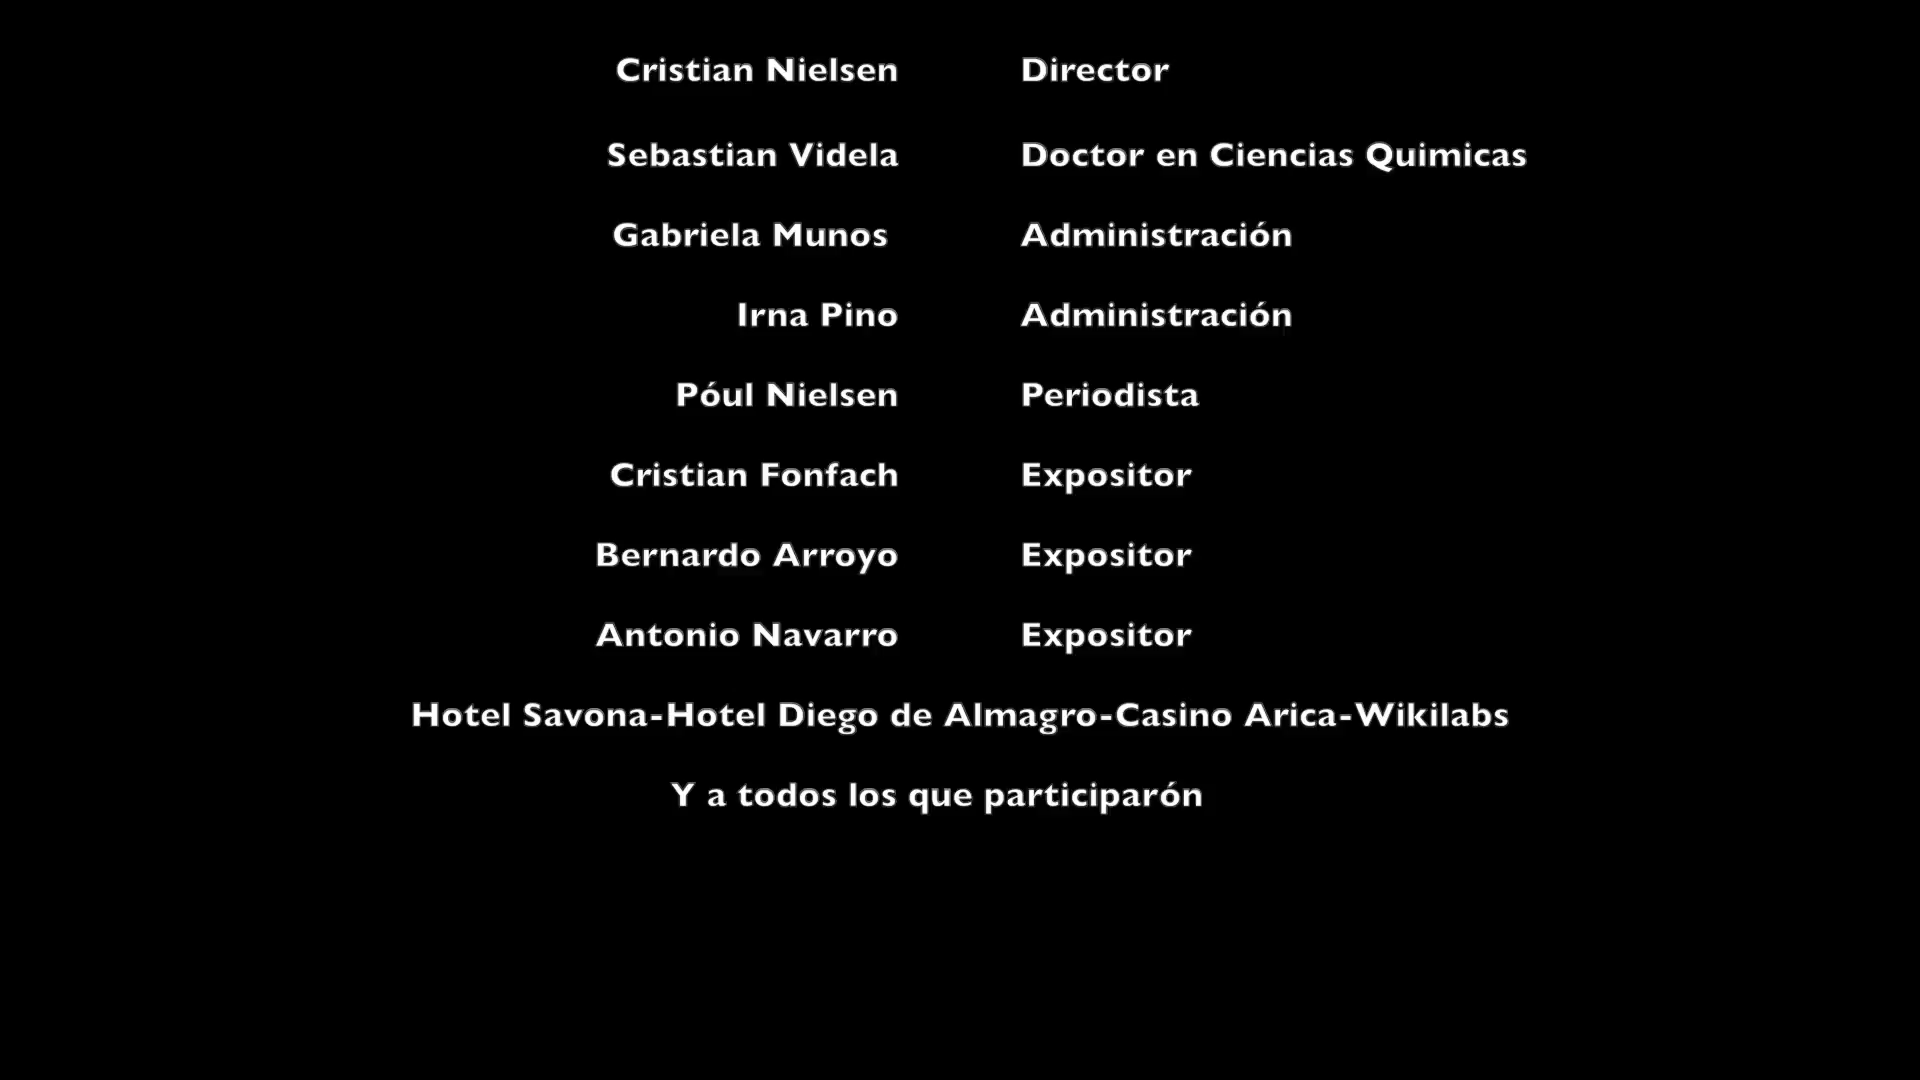 Cristian Nielsen Director
Sebastian Videla Doctor en Ciencias Quimicas
Gabriela Munos Administración
Irna Pino Administración
Póul Nielsen Periodista
Cristian Fonfach Expositor
Bernardo Arroyo Expositor
Antonio Navarro Expositor
Hotel Savona-Hotel Diego de Almagro-Casino Arica-Wikilabs
Y a todos los que participarón